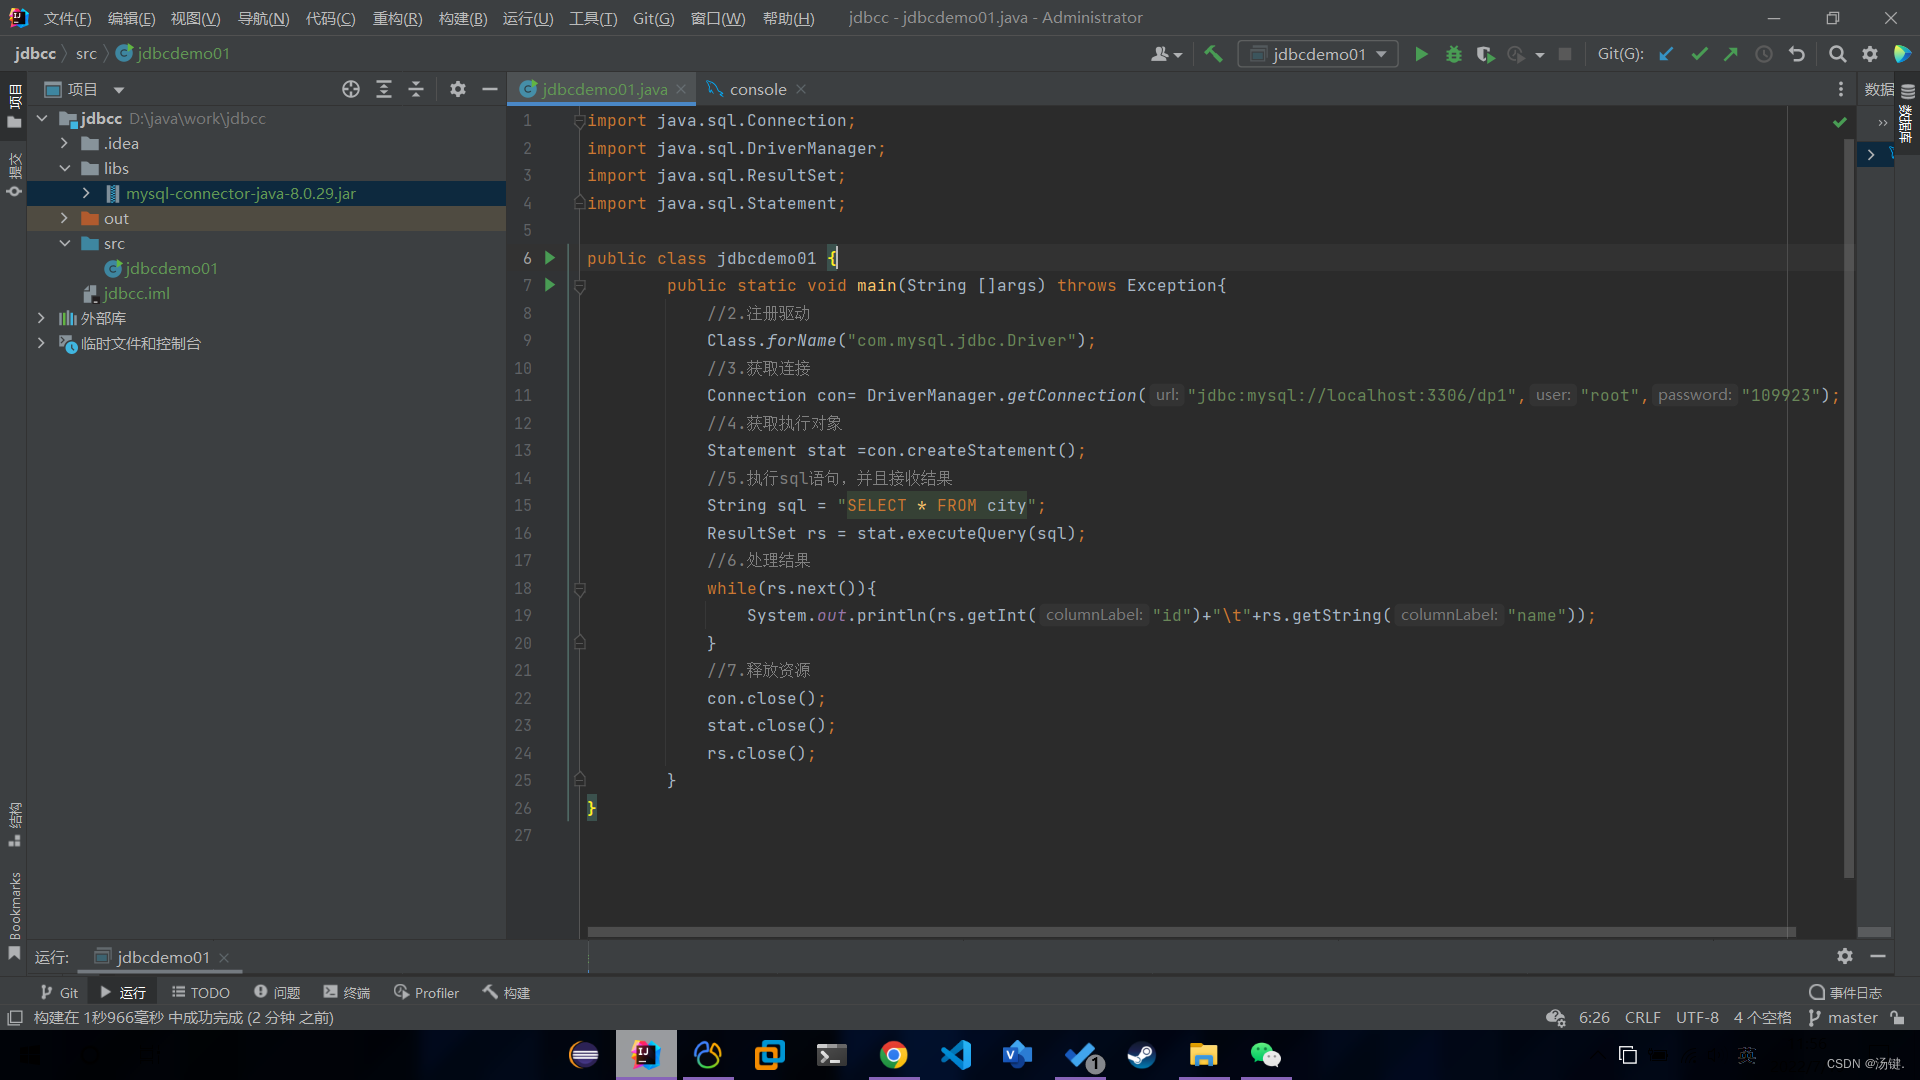 文件(F) 编辑(E) 视图(V) 导航(N) 代码(C) 重构(R) 构建(B) 运行(U) 工具(T) Git(G) 窗口(W) 帮助(H) jdbcc - jdbcdemo01.java - Administrator
jdbcc src jdbcdemo01 jdbcdemo01 Git(G):
项目 jdbcdemo01.java console 数据
项目
提交
结构
Bookmarks
数据库
jdbcc D:\java\work\jdbcc
.idea
libs
mysql-connector-java-8.0.29.jar
out
src
jdbcdemo01
jdbcc.iml
外部库
临时文件和控制台
1 import java.sql.Connection;
2 import java.sql.DriverManager;
3 import java.sql.ResultSet;
4 import java.sql.Statement;
5
6 public class jdbcdemo01 {
7 public static void main(String []args) throws Exception{
8 //2.注册驱动
9 Class.forName("com.mysql.jdbc.Driver");
10 //3.获取连接
11 Connection con= DriverManager.getConnection( url: "jdbc:mysql://localhost:3306/dp1", user: "root", password: "109923");
12 //4.获取执行对象
13 Statement stat =con.createStatement();
14 //5.执行sql语句，并且接收结果
15 String sql = "SELECT * FROM city";
16 ResultSet rs = stat.executeQuery(sql);
17 //6.处理结果
18 while(rs.next()){
19 System.out.println(rs.getInt( columnLabel: "id")+"\t"+rs.getString( columnLabel: "name"));
20 }
21 //7.释放资源
22 con.close();
23 stat.close();
24 rs.close();
25 }
26 }
27
运行: jdbcdemo01
Git 运行 TODO 问题 终端 Profiler 构建 事件日志
构建在 1秒966毫秒 中成功完成 (2 分钟 之前) 6:26 CRLF UTF-8 4 个空格 master
1 英
CSDN @汤键.